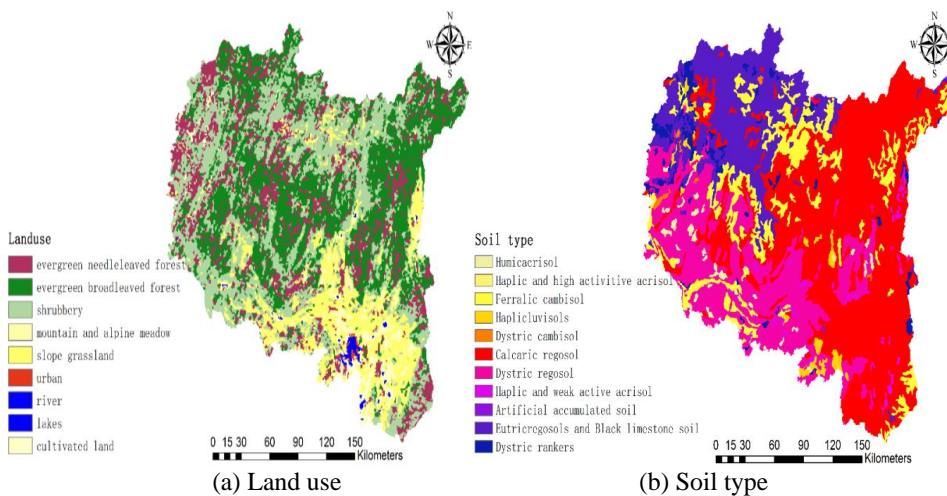 N
W E
S
Landuse
evergreen needleleaved forest
evergreen broadleaved forest
shrubbery
mountain and alpine meadow
slope grassland
urban
river
lakes
cultivated land
0 15 30 60 90 120 150
Kilometers
(a) Land use
N
W E
S
Soil type
Humicacrisol
Haplic and high activitive acrisol
Ferralic cambisol
Haplicluvisols
Dystric cambisol
Calcaric regosol
Dystric regosol
Haplic and weak active acrisol
Artificial accumulated soil
Eutricregosols and Black limestone soil
Dystric rankers
0 15 30 60 90 120 150
Kilometers
(b) Soil type